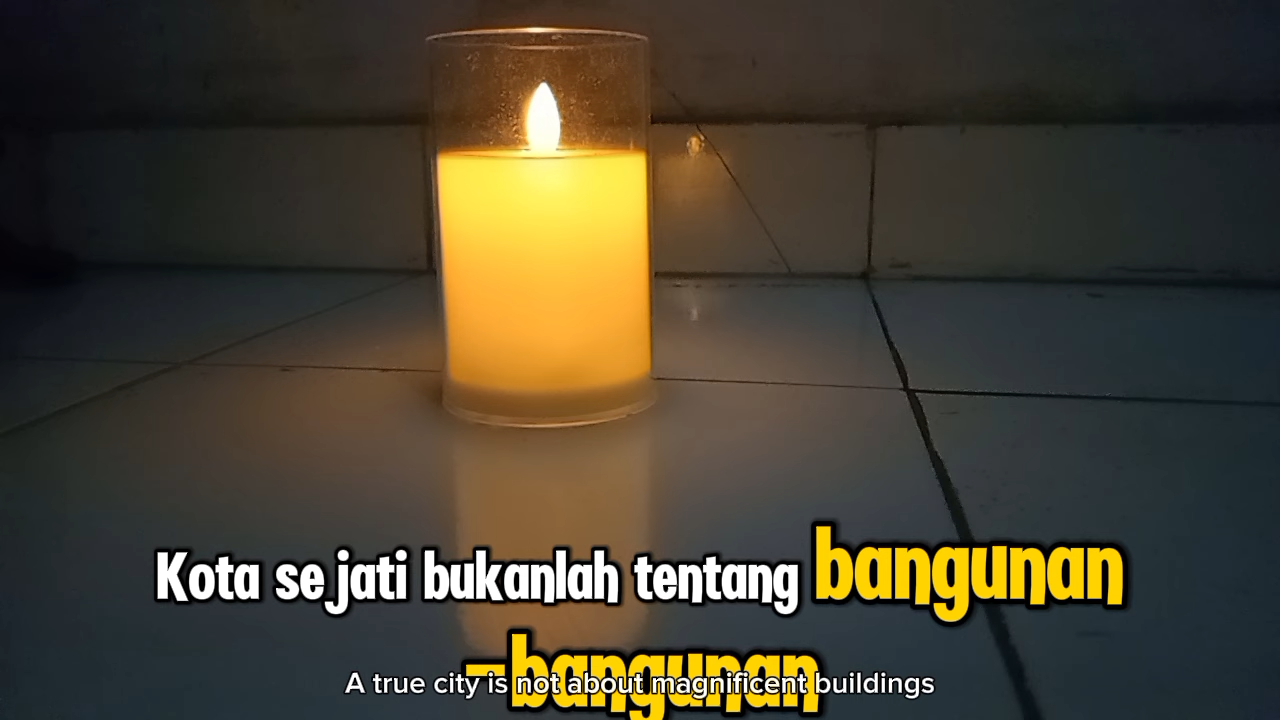 Kota sejati bukanlah tentang bangunan
-bangunan
A true city is not about magnificent buildings